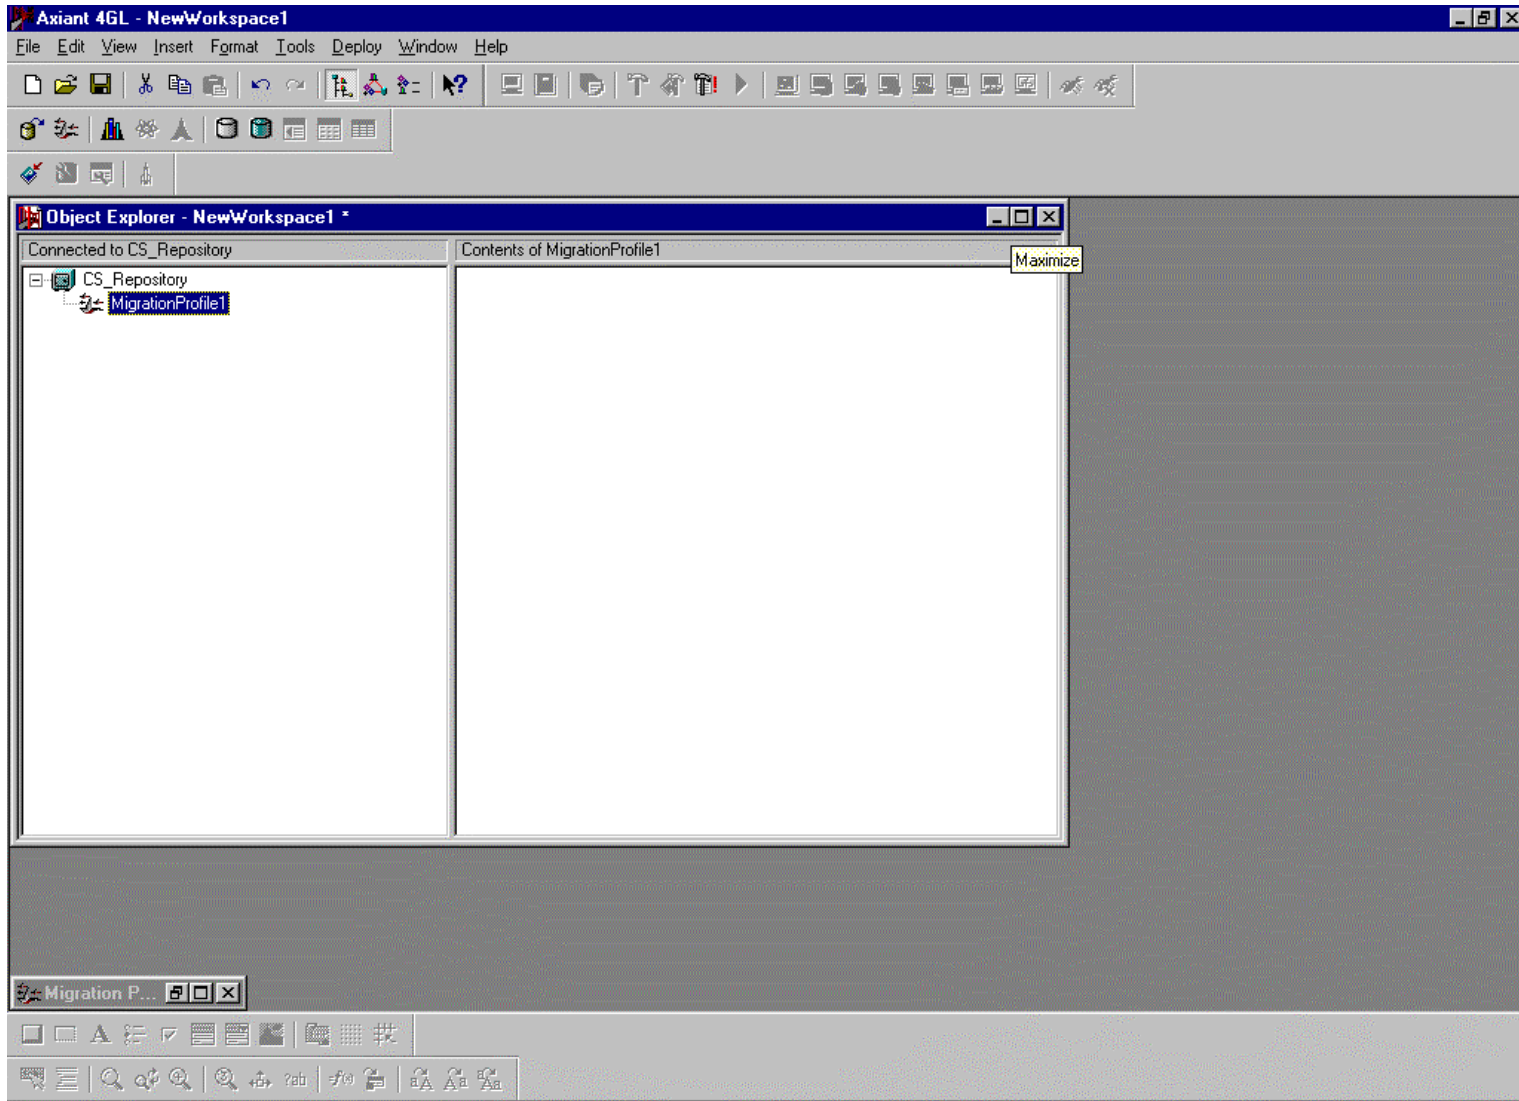 Axiant 4GL - NewWorkspace1
File Edit View Insert Format Tools Deploy Window Help
Object Explorer - NewWorkspace1 *
Connected to CS_Repository
Contents of MigrationProfile1
Maximize
CS_Repository
MigrationProfile1
Migration P...